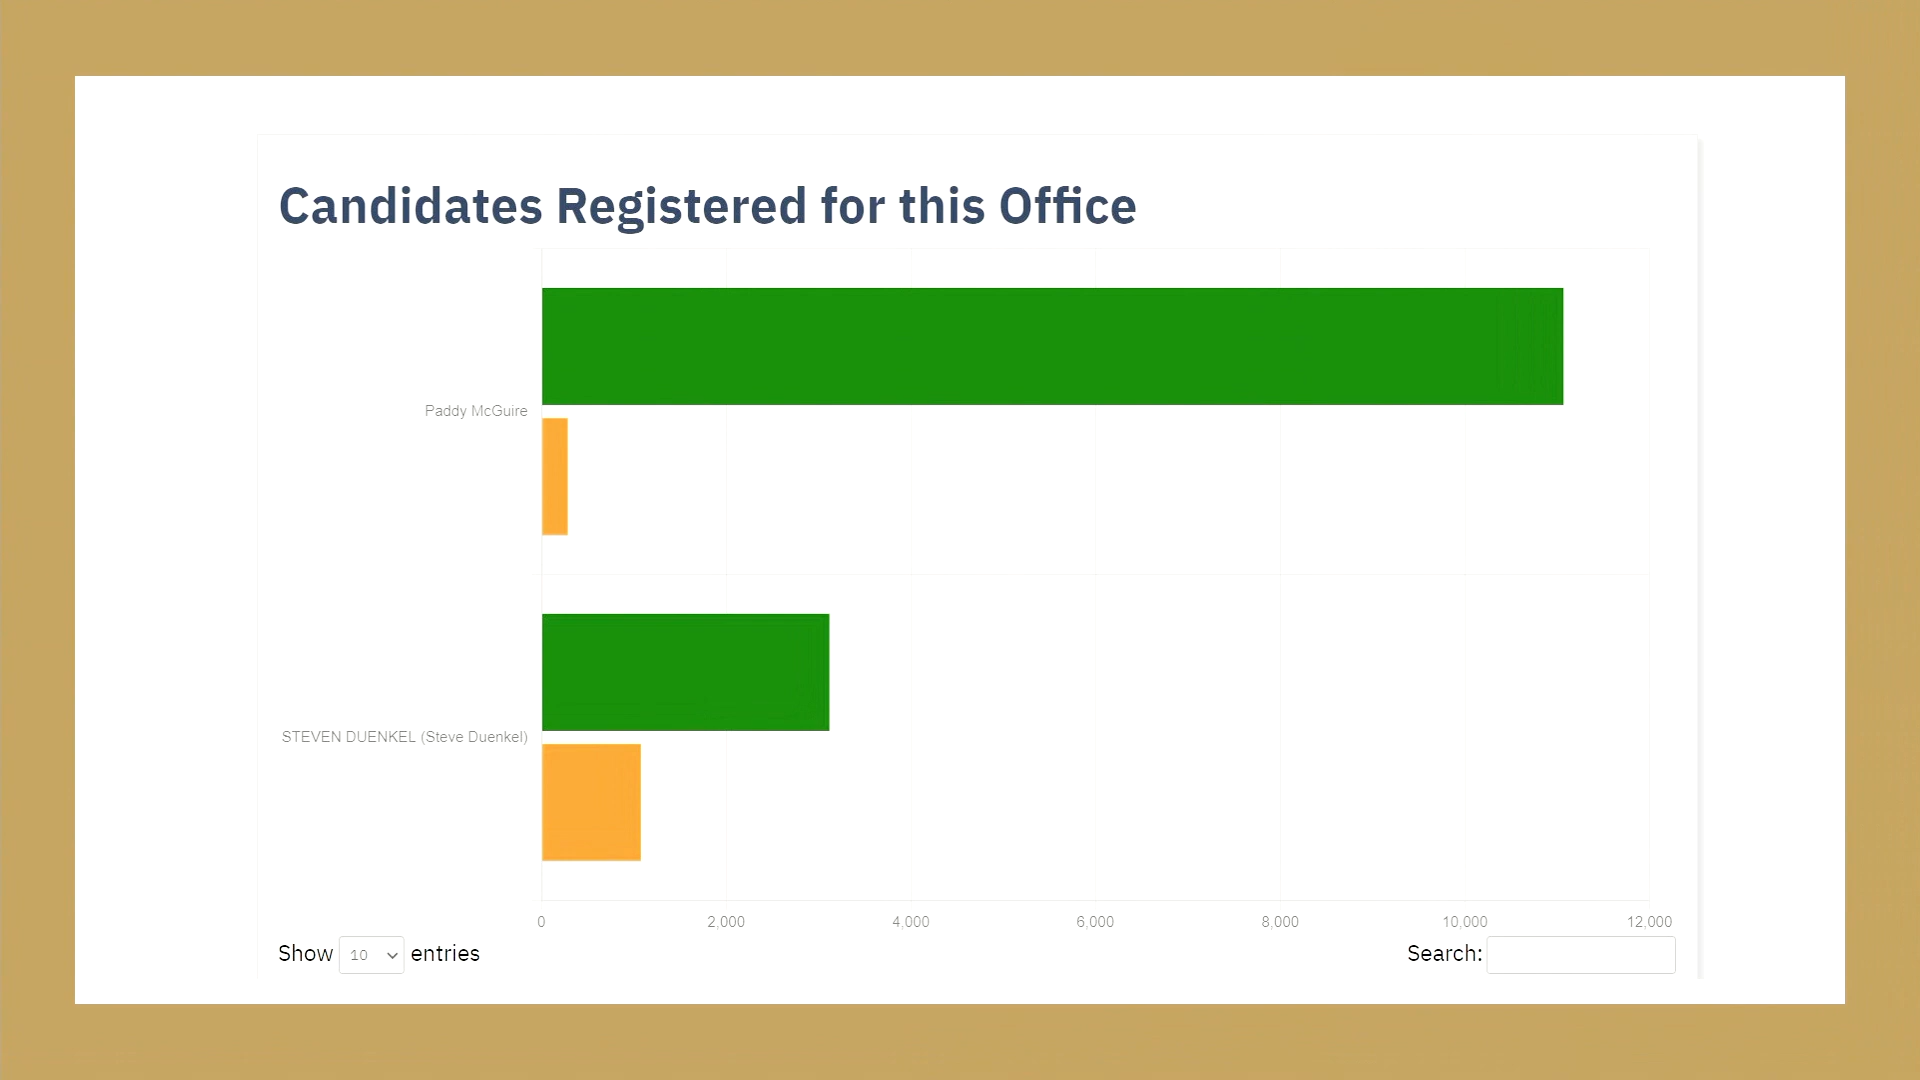 Candidates Registered for this Office
Paddy McGuire
STEVEN DUENKEL (Steve Duenkel)
0 2,000 4,000 6,000 8,000 10,000 12,000
Show 10 entries Search: